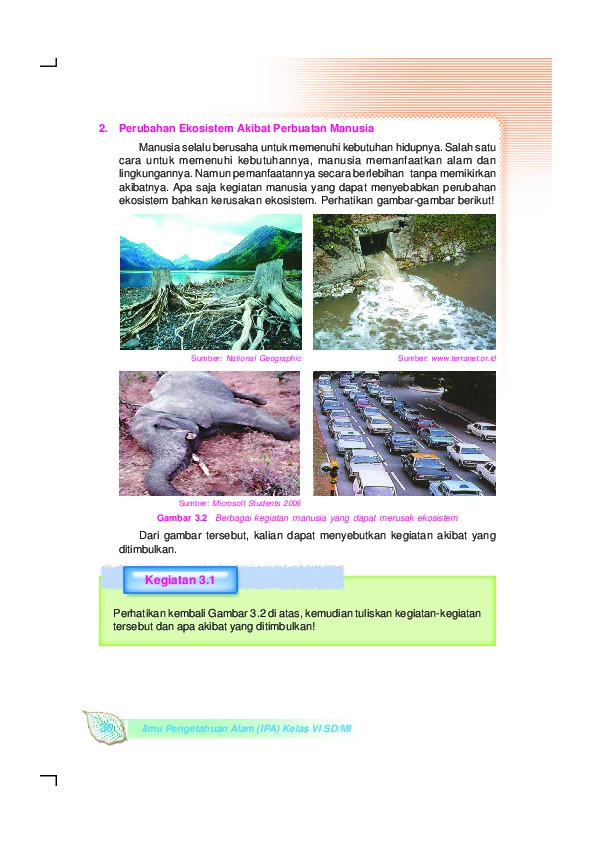 2. Perubahan Ekosistem Akibat Perbuatan Manusia
Manusia selalu berusaha untuk memenuhi kebutuhan hidupnya. Salah satu
cara untuk memenuhi kebutuhannya, manusia memanfaatkan alam dan
lingkungannya. Namun pemanfaatannya secara berlebihan tanpa memikirkan
akibatnya. Apa saja kegiatan manusia yang dapat menyebabkan perubahan
ekosistem bahkan kerusakan ekosistem. Perhatikan gambar-gambar berikut!
Sumber: National Geographic
Sumber: www.terranet.or.id
Sumber: Microsoft Students 2006
Gambar 3.2 Berbagai kegiatan manusia yang dapat merusak ekosistem
Dari gambar tersebut, kalian dapat menyebutkan kegiatan akibat yang
ditimbulkan.
Kegiatan 3.1
Perhatikan kembali Gambar 3.2 di atas, kemudian tuliskan kegiatan-kegiatan
tersebut dan apa akibat yang ditimbulkan!
Ilmu Pengetahuan Alam (IPA) Kelas VI SD/MI